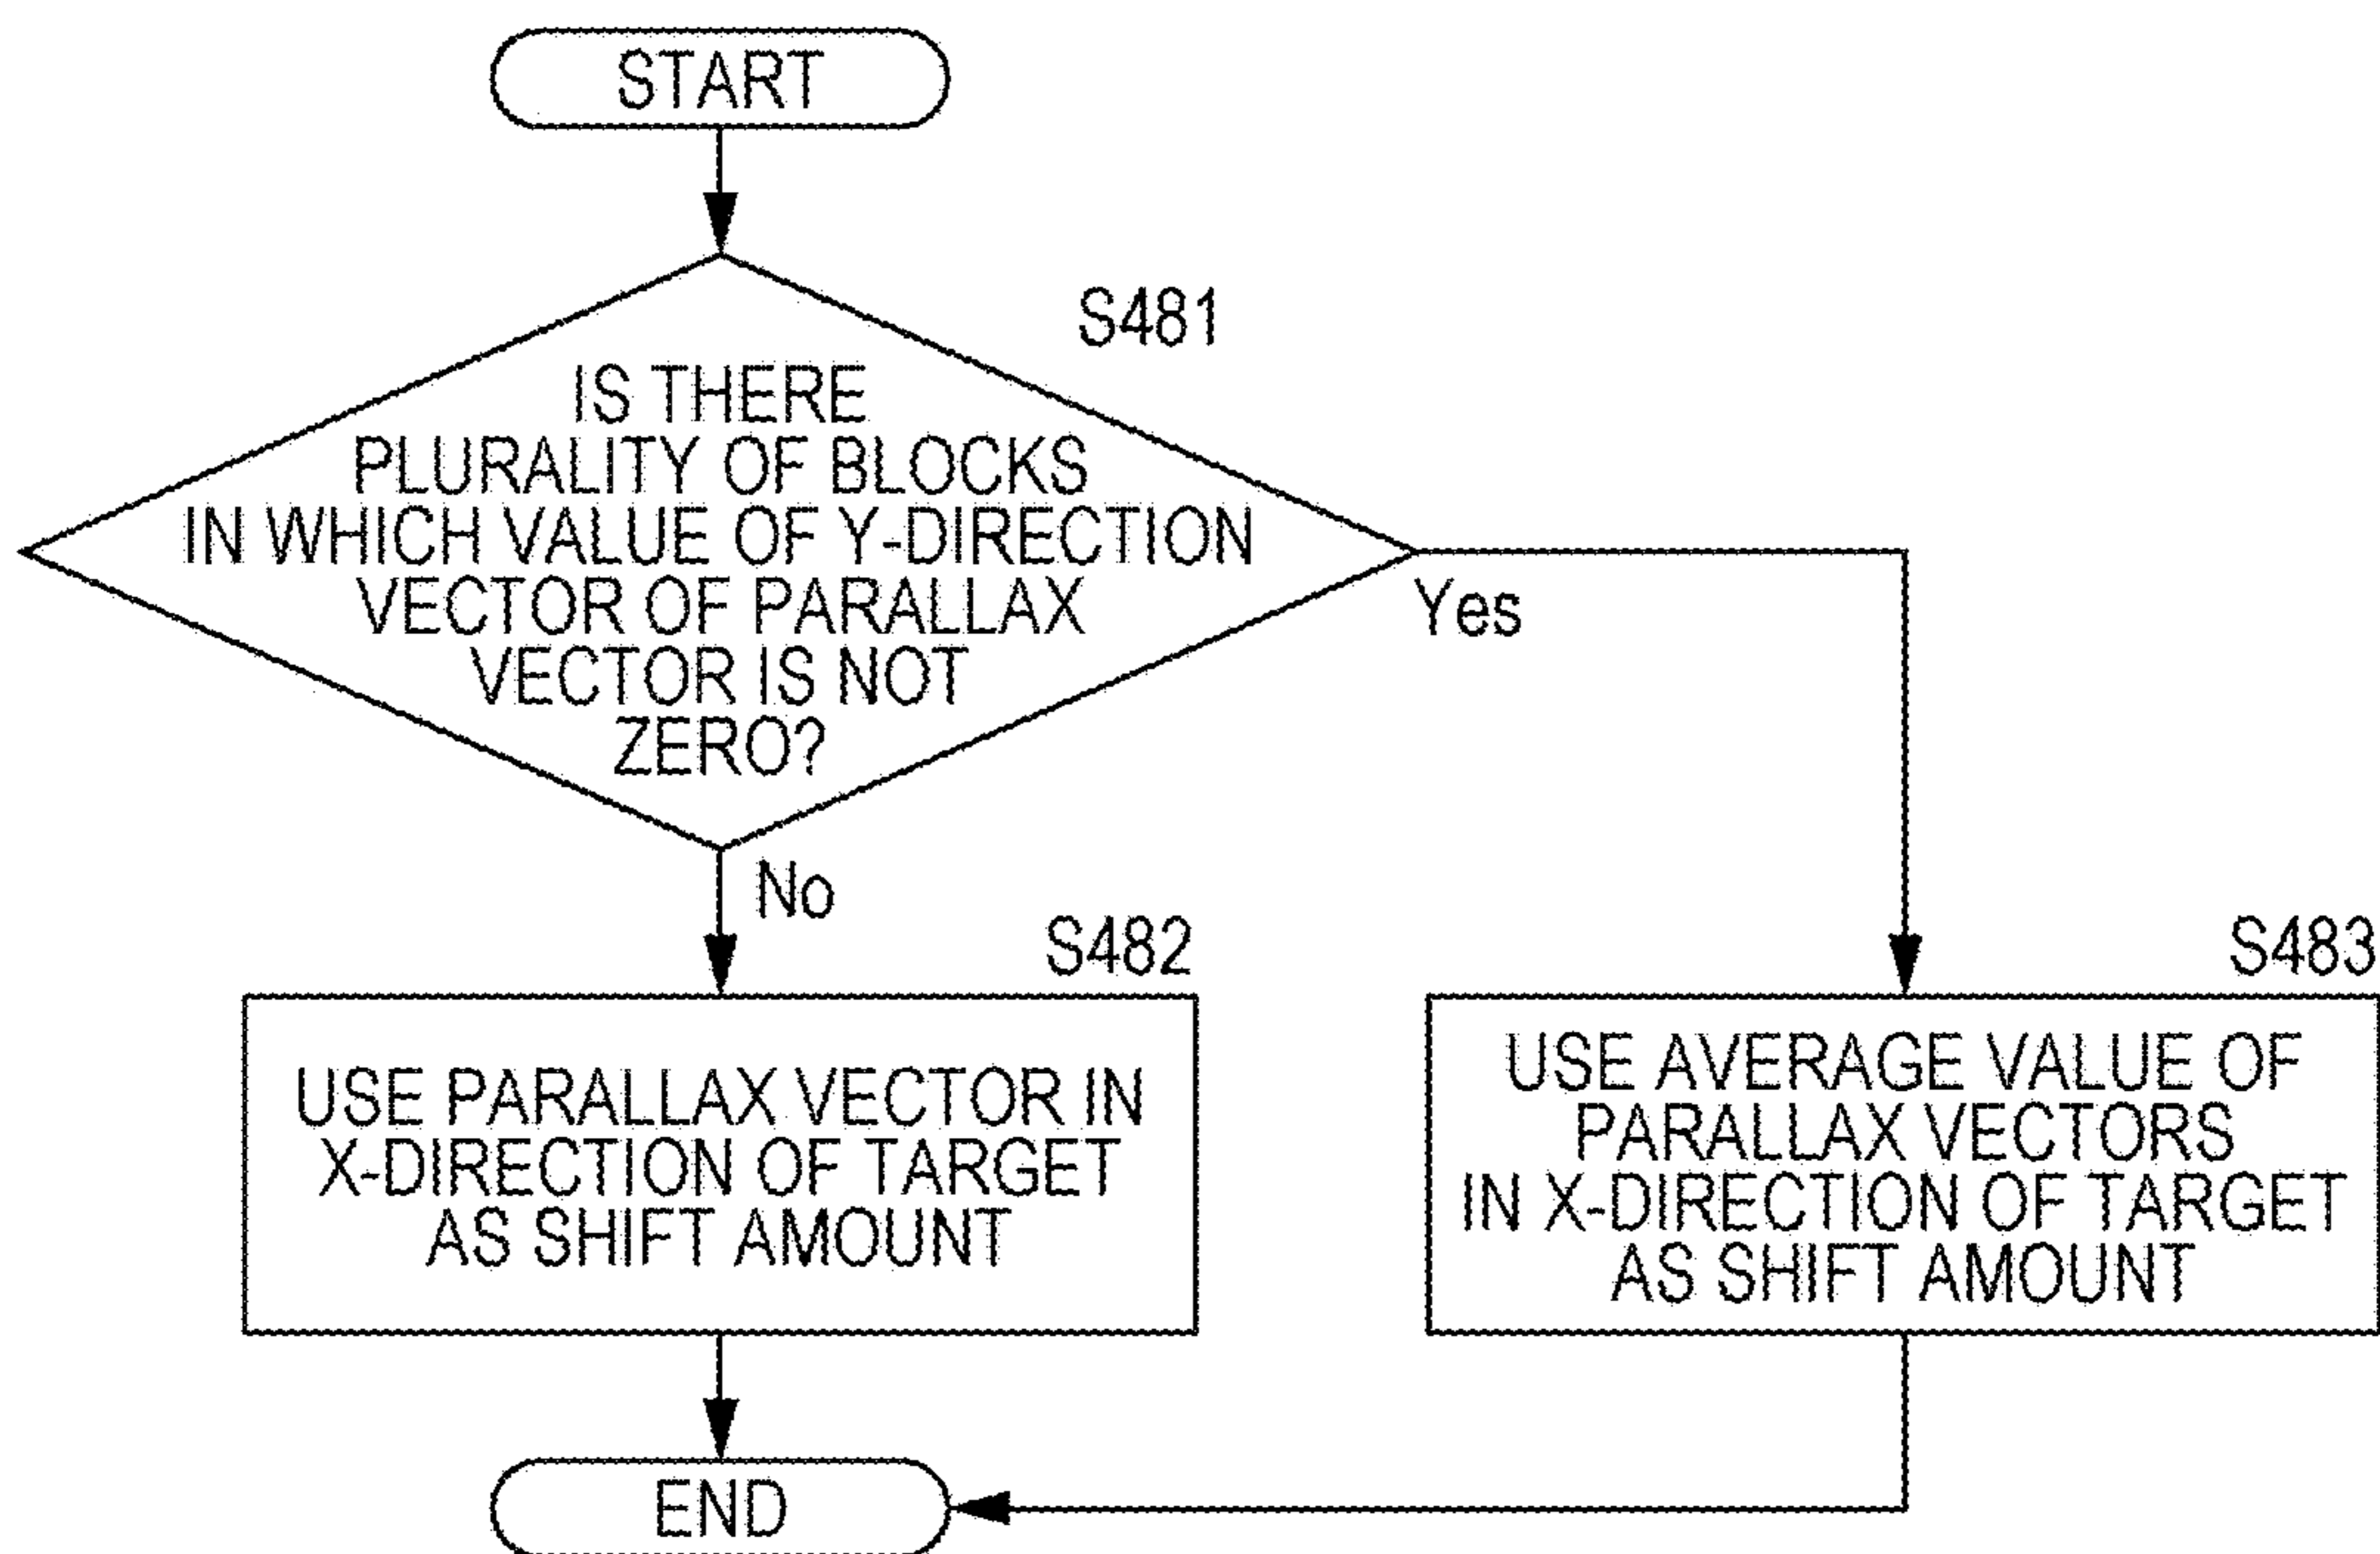 START
S481
IS THERE
PLURALITY OF BLOCKS
IN WHICH VALUE OF Y-DIRECTION
VECTOR OF PARALLAX
VECTOR IS NOT
ZERO?
Yes
No
S482
USE PARALLAX VECTOR IN
X-DIRECTION OF TARGET
AS SHIFT AMOUNT
S483
USE AVERAGE VALUE OF
PARALLAX VECTORS
IN X-DIRECTION OF TARGET
AS SHIFT AMOUNT
END